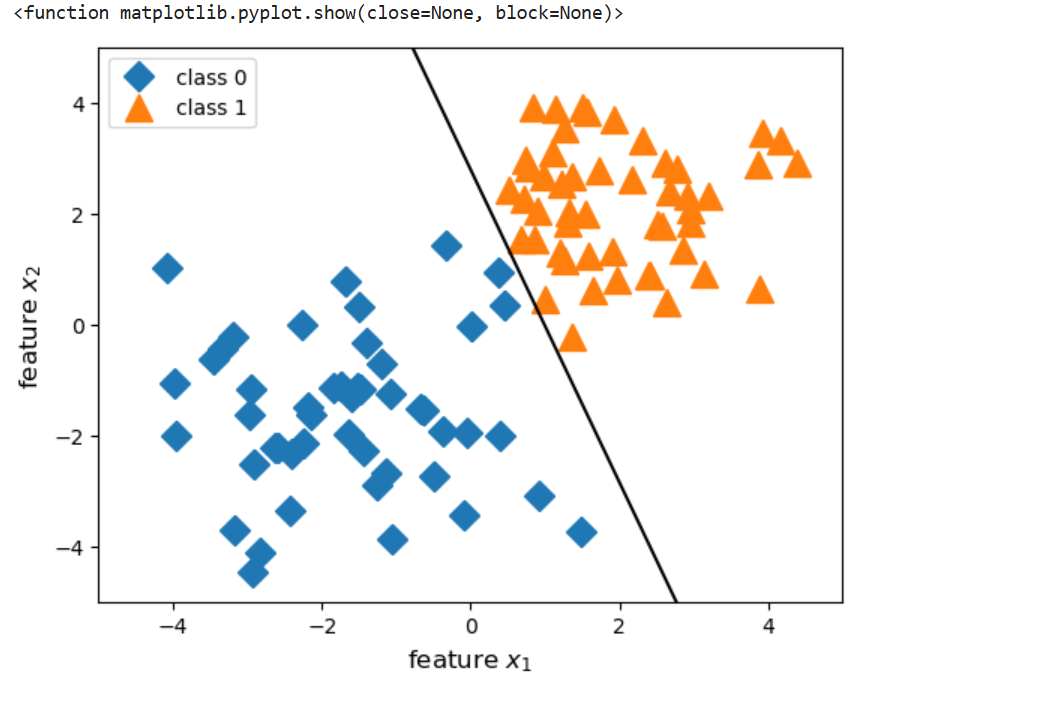 <function matplotlib.pyplot.show(close=None, block=None)>
class 0
class 1
4
2
0
−2
−4
feature x₂
−4
−2
0
2
4
feature x₁